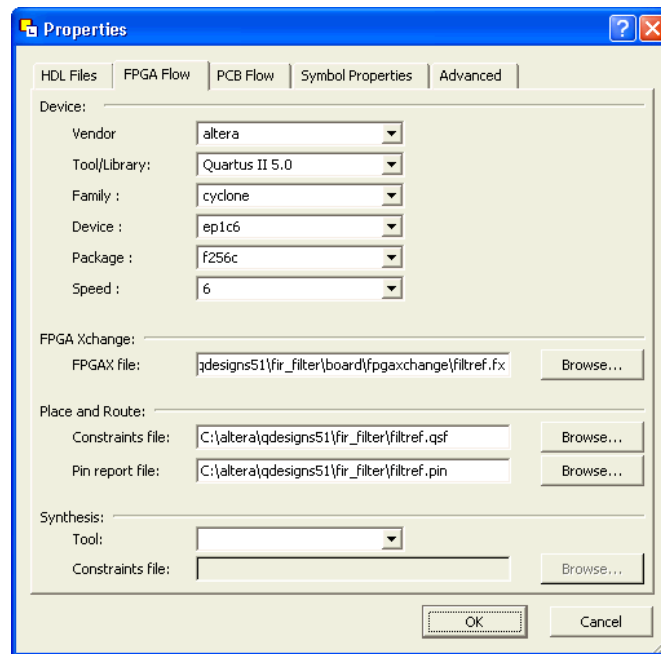 Properties
HDL Files FPGA Flow PCB Flow Symbol Properties Advanced
Device:
Vendor altera
Tool/Library: Quartus II 5.0
Family : cyclone
Device : ep1c6
Package : f256c
Speed : 6
FPGA Xchange:
FPGAX file: qdesigns51\fir_filter\board\fpgaxchange\filtref.fx Browse...
Place and Route:
Constraints file: C:\altera\qdesigns51\fir_filter\filtref.qsf Browse...
Pin report file: C:\altera\qdesigns51\fir_filter\filtref.pin Browse...
Synthesis:
Tool:
Constraints file: Browse...
OK Cancel